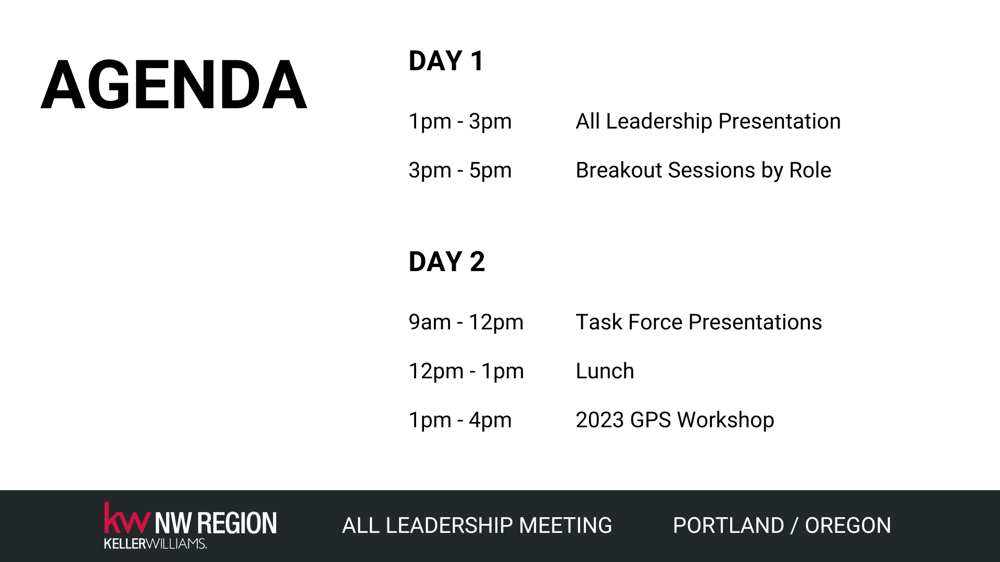 AGENDA
DAY 1
1pm - 3pm All Leadership Presentation
3pm - 5pm Breakout Sessions by Role
DAY 2
9am - 12pm Task Force Presentations
12pm - 1pm Lunch
1pm - 4pm 2023 GPS Workshop
kw NW REGION
KELLERWILLIAMS.
ALL LEADERSHIP MEETING
PORTLAND / OREGON